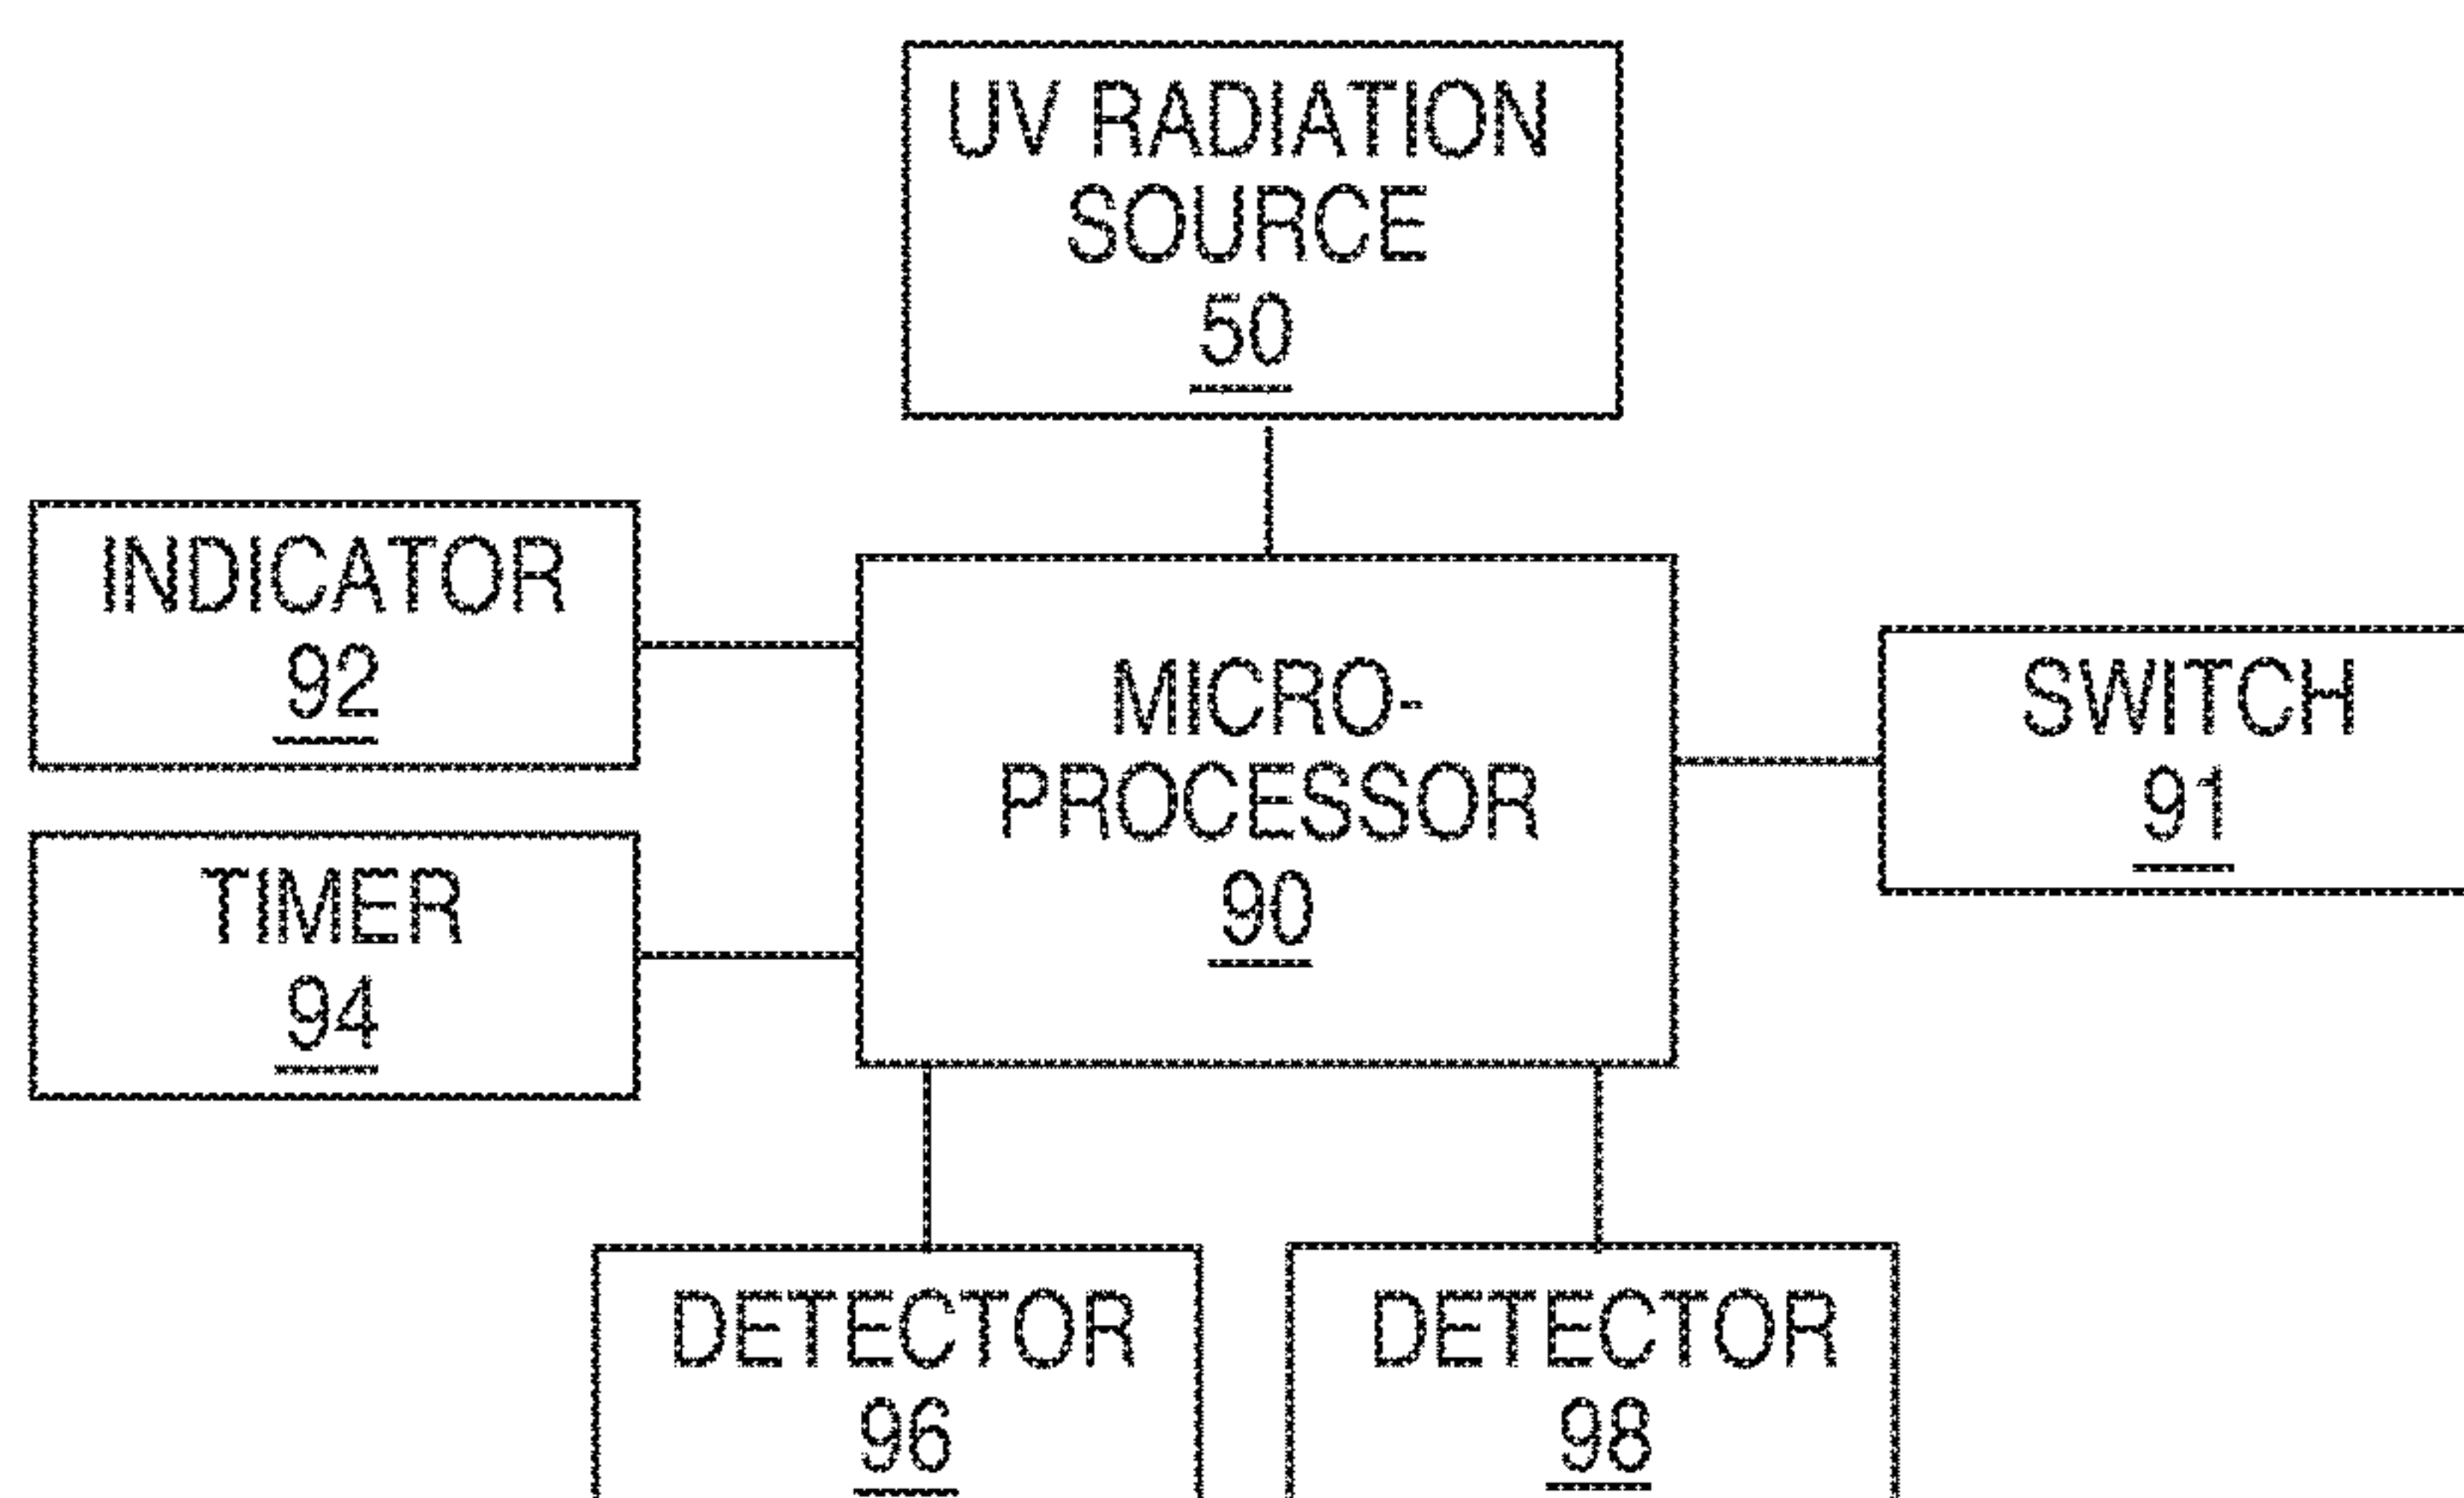 UV RADIATION
SOURCE
50
INDICATOR
92
MICRO-
PROCESSOR
90
SWITCH
91
TIMER
94
DETECTOR
96
DETECTOR
98